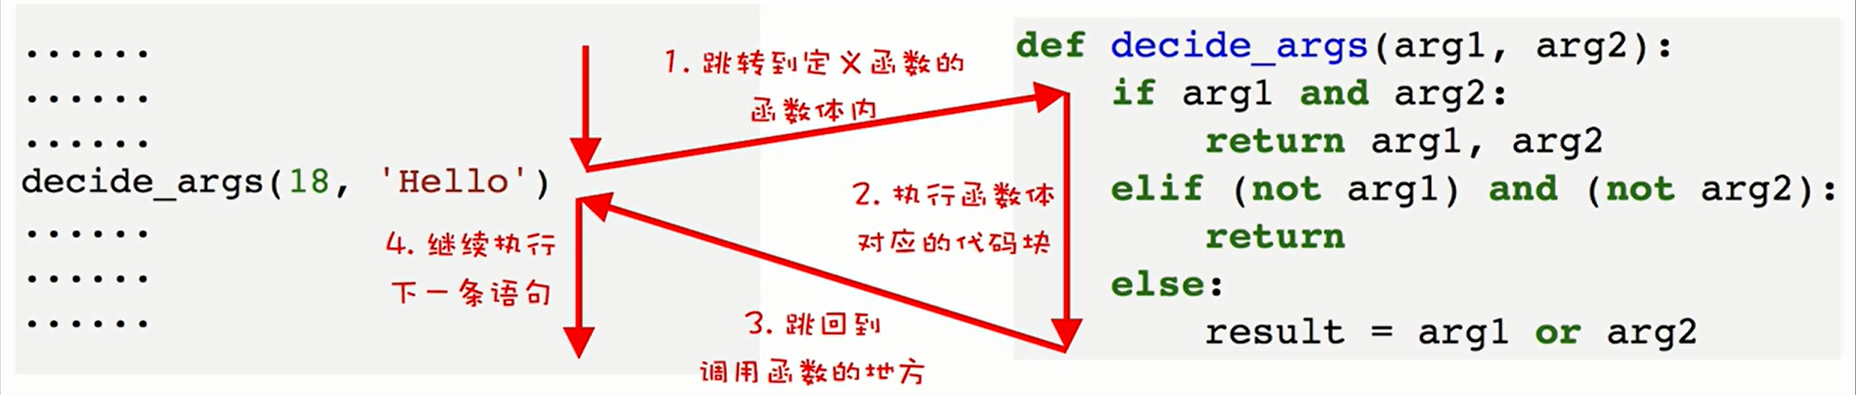 ......
......
......
decide_args(18, 'Hello')
......
......
......
1. 跳转到定义函数的
函数体内
2. 执行函数体
对应的代码块
3. 跳回到
调用函数的地方
4. 继续执行
下一条语句
def decide_args(arg1, arg2):
    if arg1 and arg2:
        return arg1, arg2
    elif (not arg1) and (not arg2):
        return
    else:
        result = arg1 or arg2